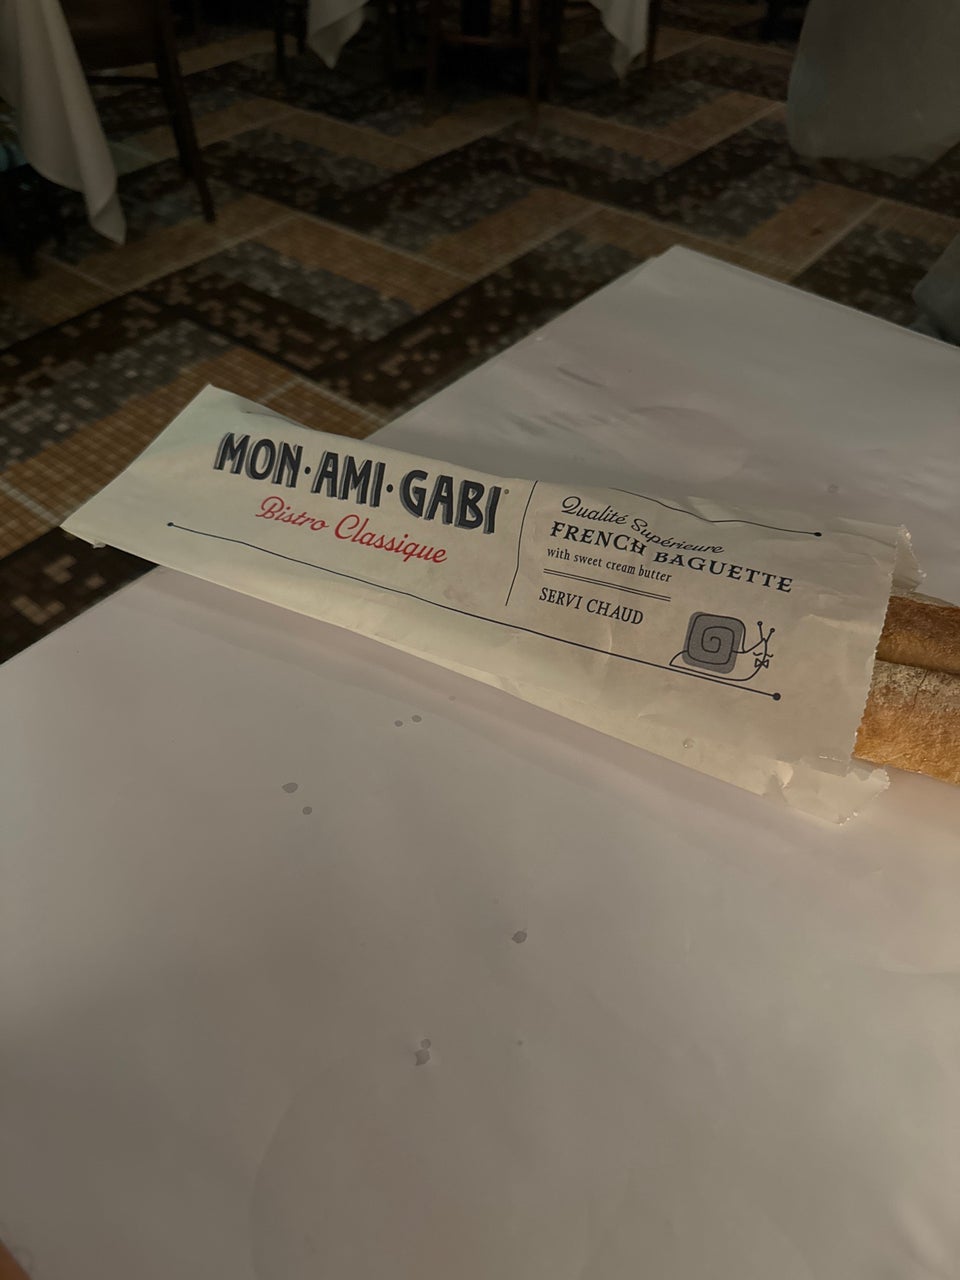 MON·AMI·GABI®
Bistro Classique
Qualité Supérieure
FRENCH BAGUETTE
with sweet cream butter
SERVI CHAUD